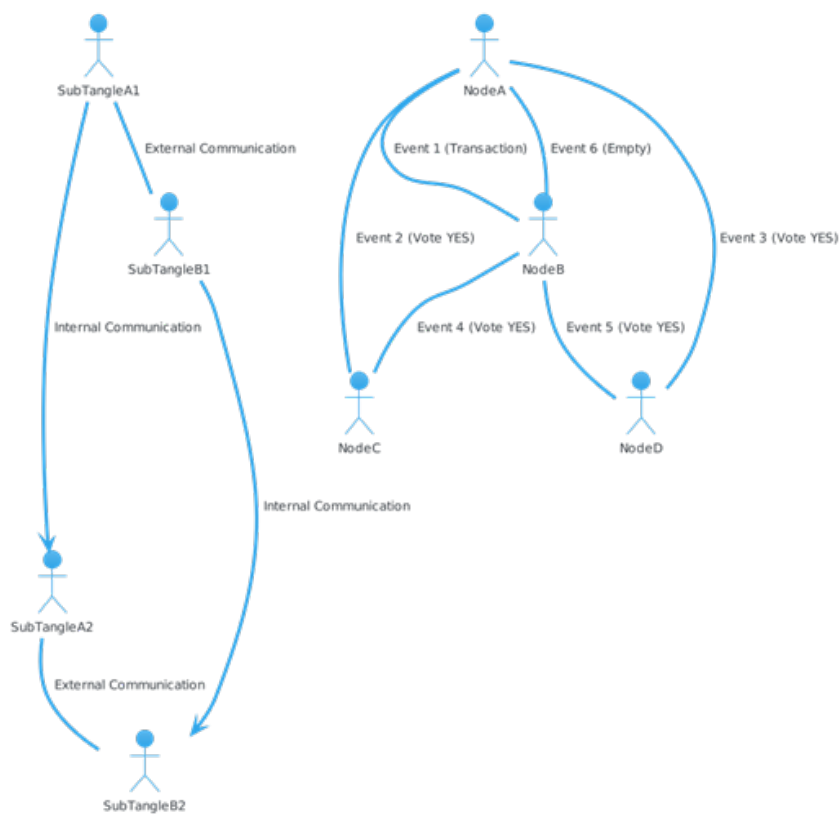 SubTangleA1
NodeA
External Communication
Event 1 (Transaction)
Event 6 (Empty)
Event 2 (Vote YES)
Event 3 (Vote YES)
SubTangleB1
NodeB
Internal Communication
Event 4 (Vote YES)
Event 5 (Vote YES)
NodeC
NodeD
Internal Communication
SubTangleA2
External Communication
SubTangleB2